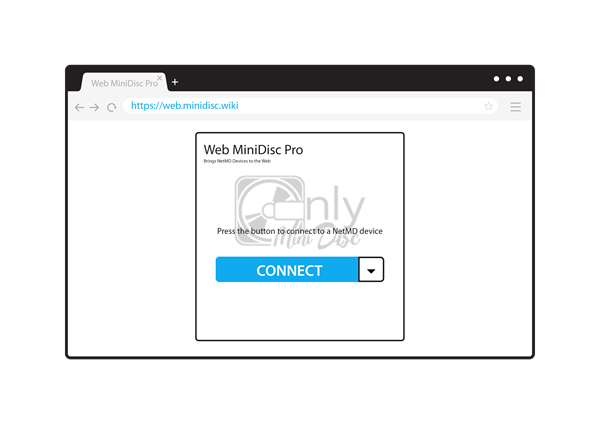 Web MiniDisc Pro
https://web.minidisc.wiki
Web MiniDisc Pro
Brings NetMD Devices to the Web
Only
Mini Disc
Press the button to connect to a NetMD device
CONNECT